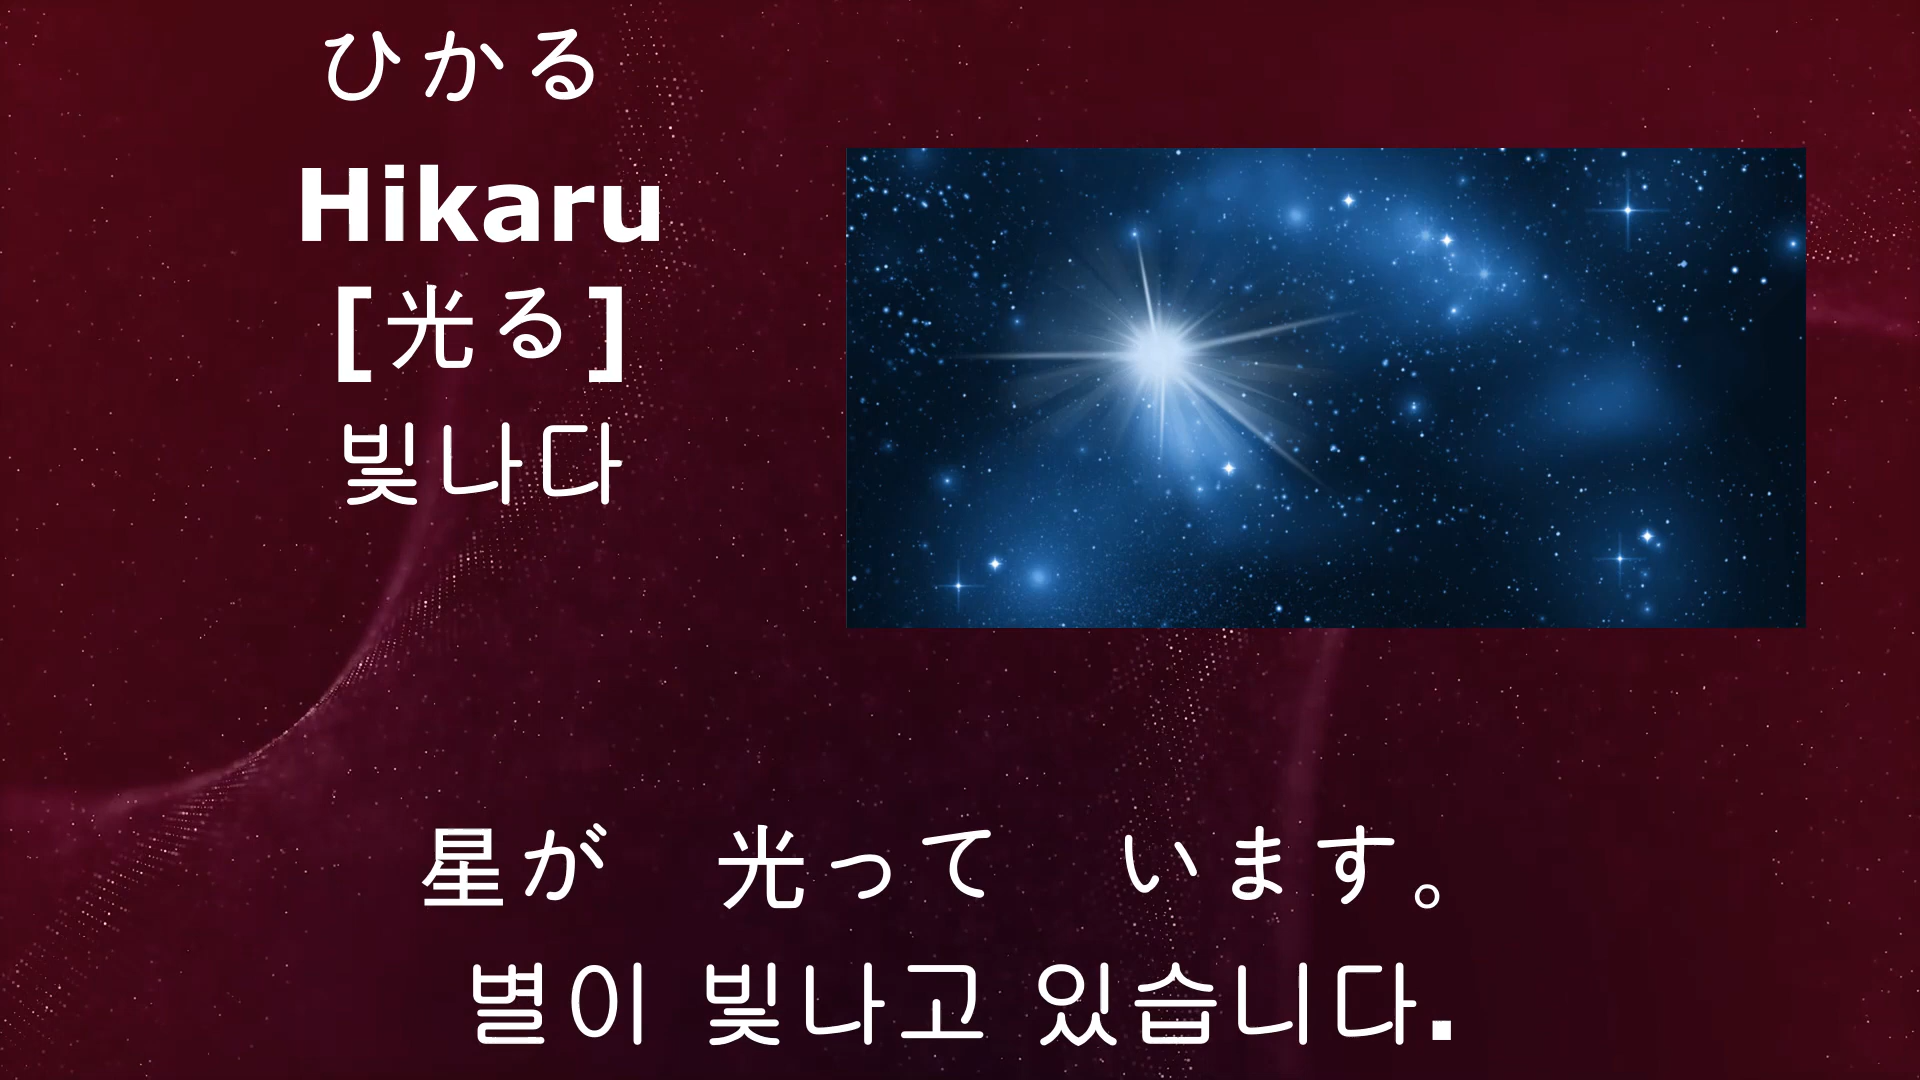 ひかる
Hikaru
[光る]
빛나다
星が　光って　います。
별이 빛나고 있습니다.